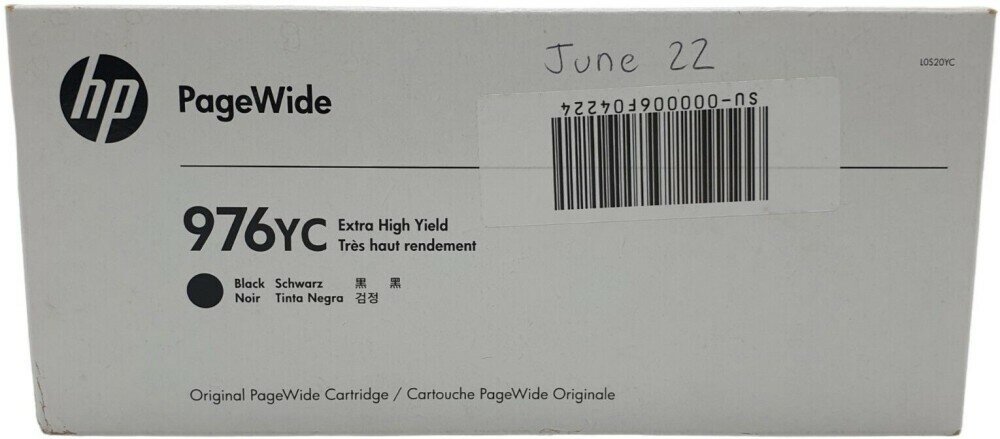 June 22
L0S20YC
hp
PageWide
SU-000006F04224
976YC
Extra High Yield
Très haut rendement
Black Schwarz 黒 黑
Noir Tinta Negra 검정
Original PageWide Cartridge / Cartouche PageWide Originale